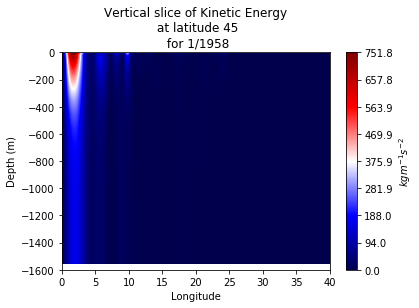 Vertical slice of Kinetic Energy
at latitude 45
for 1/1958
0
−200
−400
−600
−800
−1000
−1200
−1400
−1600
Depth (m)
0 5 10 15 20 25 30 35 40
Longitude
751.8
657.8
563.9
469.9
375.9
281.9
188.0
94.0
0.0
kgm⁻¹s⁻²